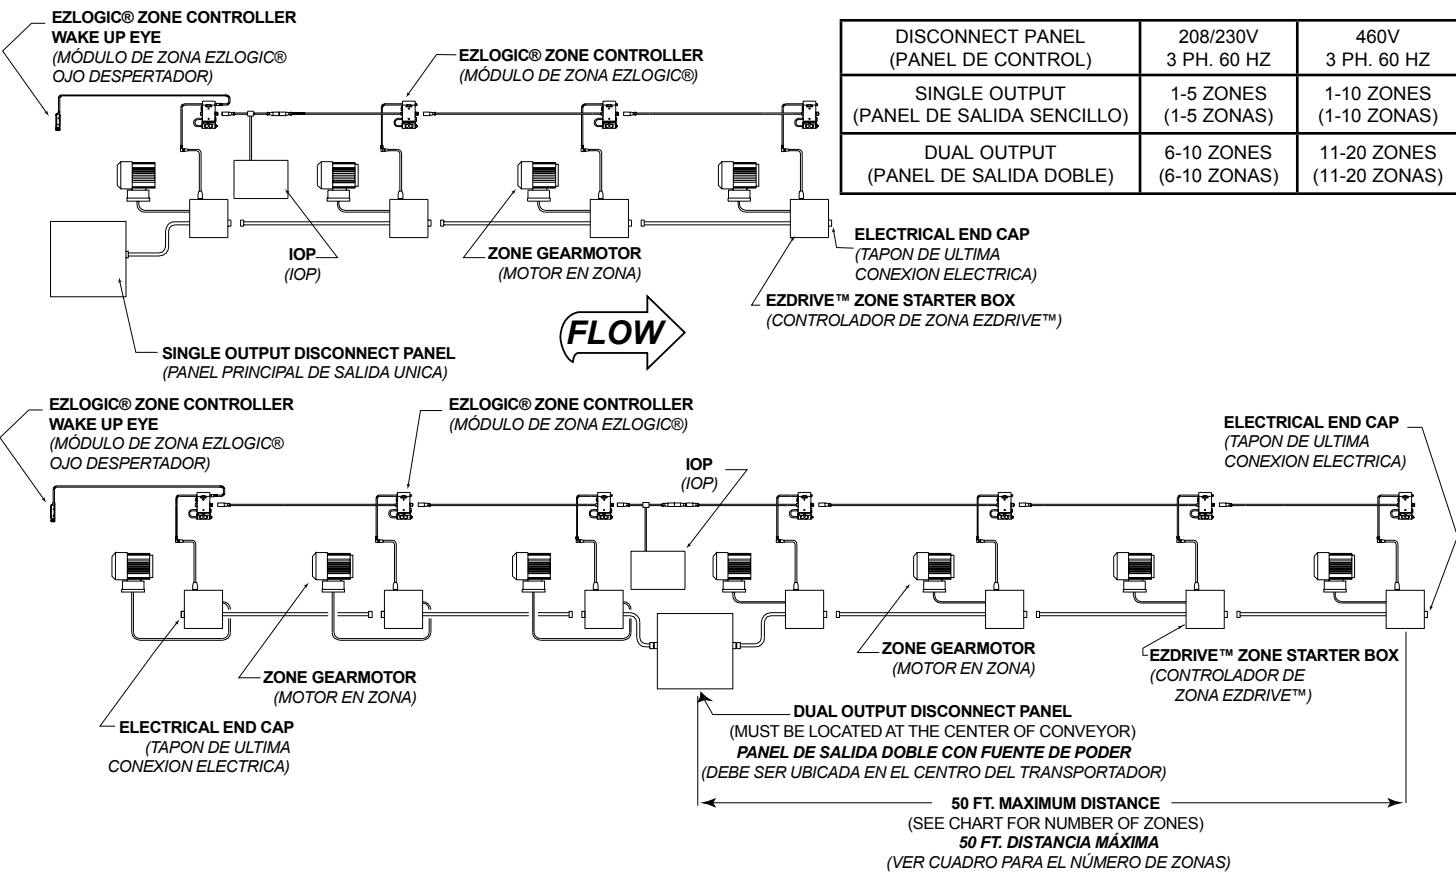 EZLOGIC® ZONE CONTROLLER
WAKE UP EYE
(MÓDULO DE ZONA EZLOGIC®
OJO DESPERTADOR)
EZLOGIC® ZONE CONTROLLER
(MÓDULO DE ZONA EZLOGIC®)
DISCONNECT PANEL
(PANEL DE CONTROL)
208/230V
3 PH. 60 HZ
460V
3 PH. 60 HZ
SINGLE OUTPUT
(PANEL DE SALIDA SENCILLO)
1-5 ZONES
(1-5 ZONAS)
1-10 ZONES
(1-10 ZONAS)
DUAL OUTPUT
(PANEL DE SALIDA DOBLE)
6-10 ZONES
(6-10 ZONAS)
11-20 ZONES
(11-20 ZONAS)
IOP
(IOP)
ZONE GEARMOTOR
(MOTOR EN ZONA)
ELECTRICAL END CAP
(TAPON DE ULTIMA
CONEXION ELECTRICA)
EZDRIVE™ ZONE STARTER BOX
(CONTROLADOR DE ZONA EZDRIVE™)
FLOW
SINGLE OUTPUT DISCONNECT PANEL
(PANEL PRINCIPAL DE SALIDA UNICA)
EZLOGIC® ZONE CONTROLLER
WAKE UP EYE
(MÓDULO DE ZONA EZLOGIC®
OJO DESPERTADOR)
EZLOGIC® ZONE CONTROLLER
(MÓDULO DE ZONA EZLOGIC®)
IOP
(IOP)
ELECTRICAL END CAP
(TAPON DE ULTIMA
CONEXION ELECTRICA)
ZONE GEARMOTOR
(MOTOR EN ZONA)
ELECTRICAL END CAP
(TAPON DE ULTIMA
CONEXION ELECTRICA)
ZONE GEARMOTOR
(MOTOR EN ZONA)
EZDRIVE™ ZONE STARTER BOX
(CONTROLADOR DE
ZONA EZDRIVE™)
DUAL OUTPUT DISCONNECT PANEL
(MUST BE LOCATED AT THE CENTER OF CONVEYOR)
PANEL DE SALIDA DOBLE CON FUENTE DE PODER
(DEBE SER UBICADA EN EL CENTRO DEL TRANSPORTADOR)
50 FT. MAXIMUM DISTANCE
(SEE CHART FOR NUMBER OF ZONES)
50 FT. DISTANCIA MÁXIMA
(VER CUADRO PARA EL NÚMERO DE ZONAS)